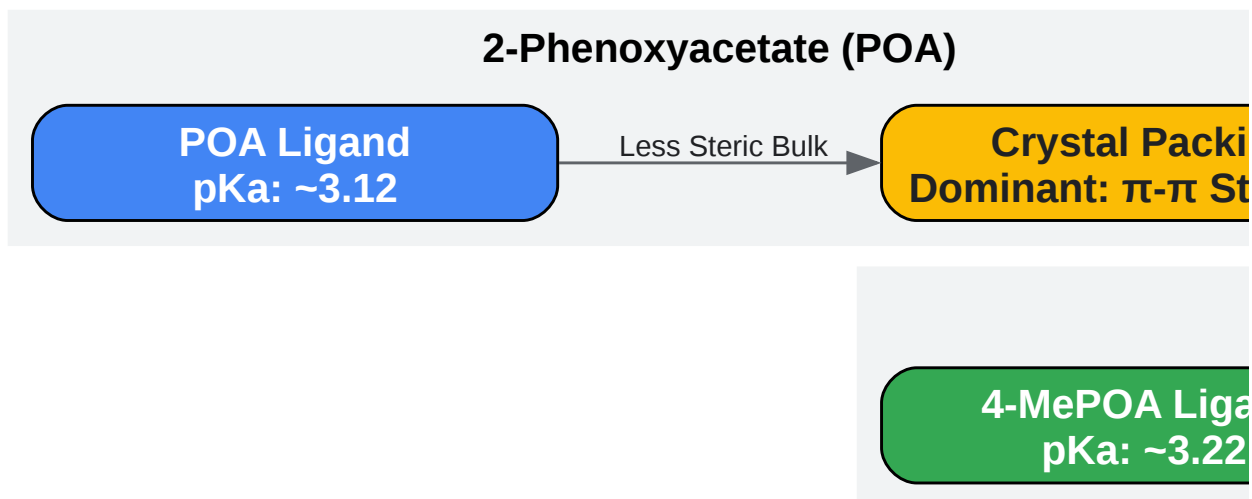 2-Phenoxyacetate (POA)
POA Ligand
pKa: ~3.12
Less Steric Bulk
Crystal Packi
Dominant: π-π St
4-MePOA Liga
pKa: ~3.22